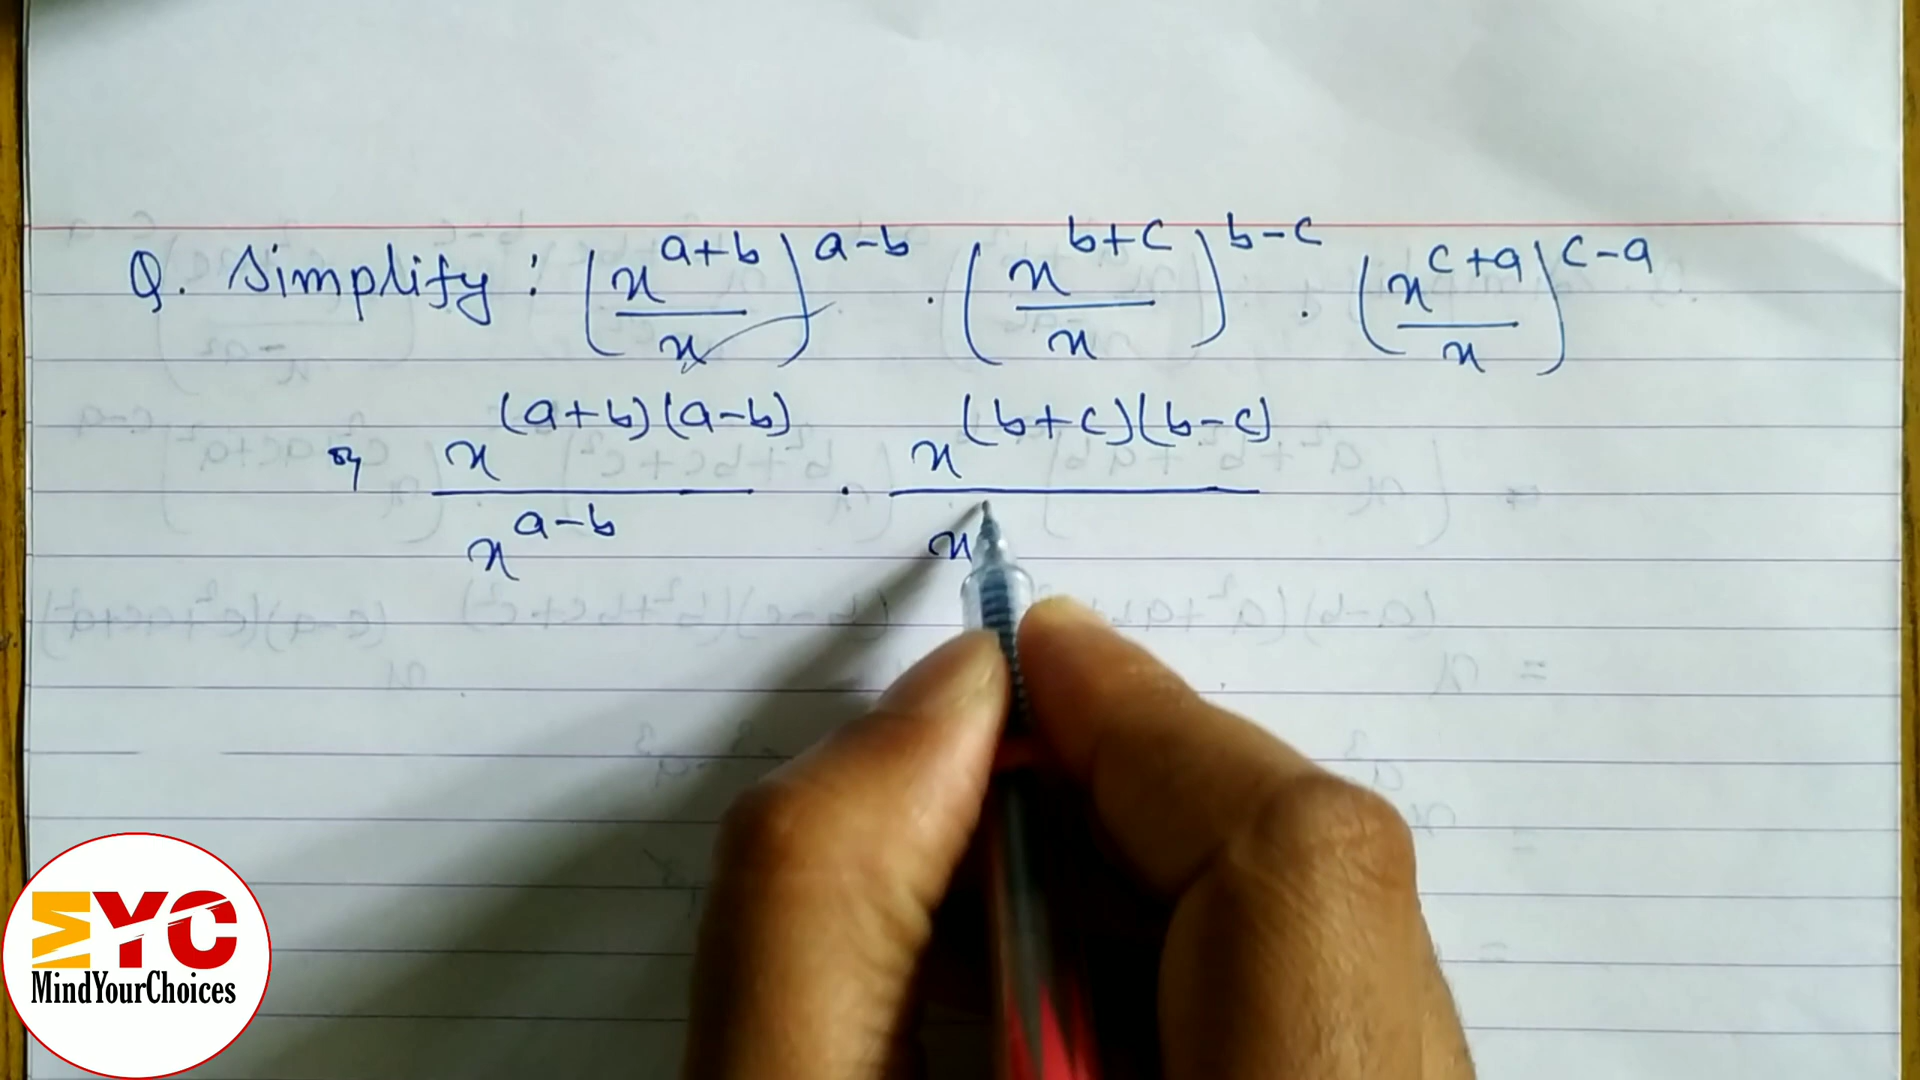 Q. Simplify : (x^(a+b)/x)^(a-b) . (x^(b+c)/x)^(b-c) . (x^(c+a)/x)^(c-a)
x^((a+b)(a-b))/x^(a-b) . x^((b+c)(b-c))/x
MYC
MindYourChoices